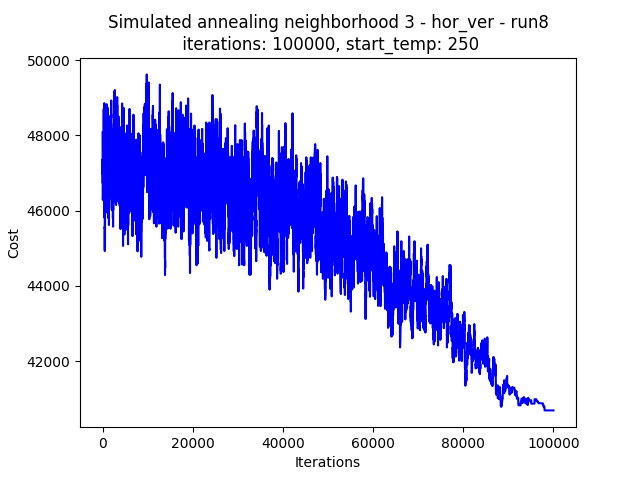 Simulated annealing neighborhood 3 - hor_ver - run8
iterations: 100000, start_temp: 250
50000
48000
46000
44000
42000
Cost
0
20000
40000
60000
80000
100000
Iterations